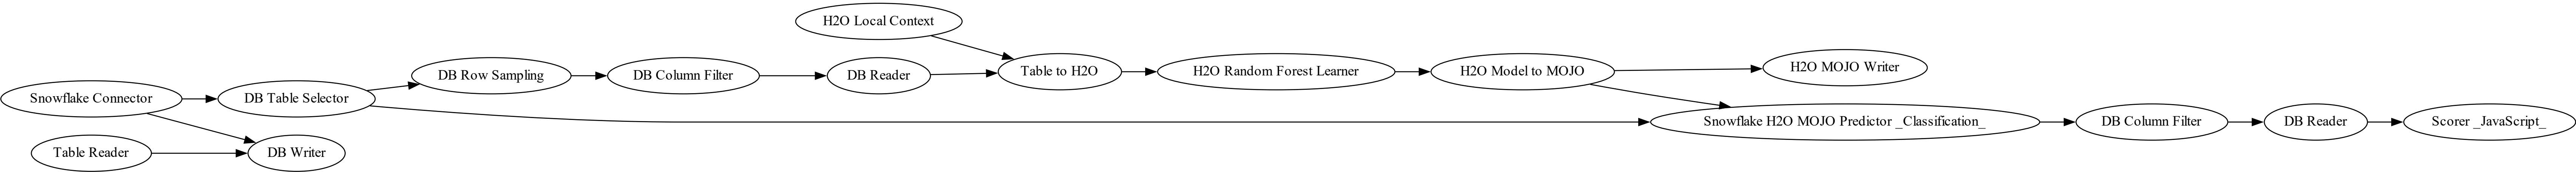 H2O Local Context
DB Row Sampling
DB Column Filter
DB Reader
Table to H2O
H2O Random Forest Learner
H2O Model to MOJO
H2O MOJO Writer
Snowflake Connector
DB Table Selector
Snowflake H2O MOJO Predictor _Classification_
DB Column Filter
DB Reader
Scorer _JavaScript_
Table Reader
DB Writer